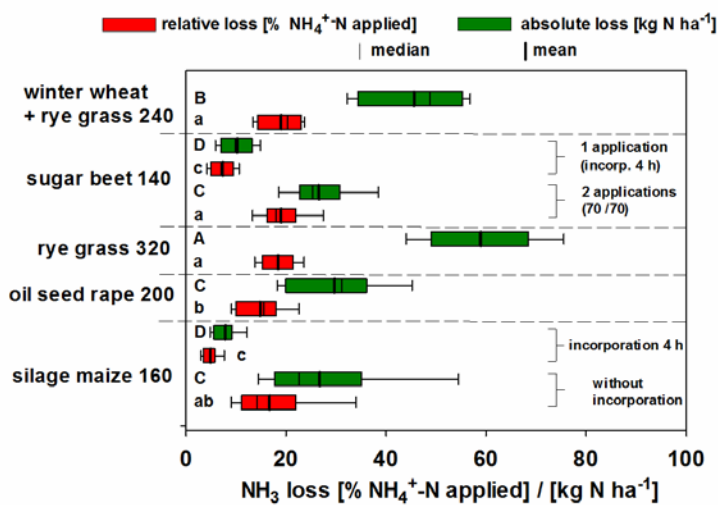 relative loss [% NH₄⁺-N applied] absolute loss [kg N ha⁻¹]
| median | mean
winter wheat
+ rye grass 240
B
a
sugar beet 140
D
c
1 application
(incorp. 4 h)
C
a
2 applications
(70 /70)
rye grass 320
A
a
oil seed rape 200
C
b
silage maize 160
D
c
incorporation 4 h
C
ab
without
incorporation
0 20 40 60 80 100
NH₃ loss [% NH₄⁺-N applied] / [kg N ha⁻¹]